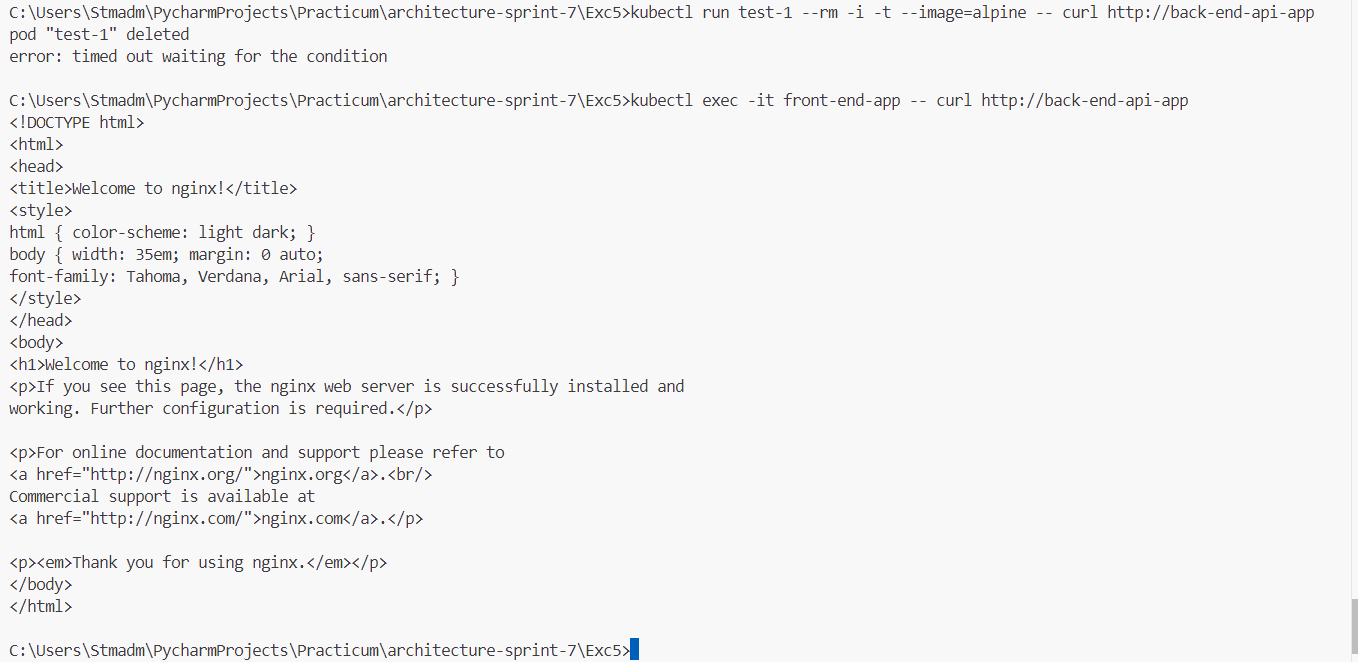 C:\Users\Stmadm\PycharmProjects\Practicum\architecture-sprint-7\Exc5>kubectl run test-1 --rm -i -t --image=alpine -- curl http://back-end-api-app
pod "test-1" deleted
error: timed out waiting for the condition
C:\Users\Stmadm\PycharmProjects\Practicum\architecture-sprint-7\Exc5>kubectl exec -it front-end-app -- curl http://back-end-api-app
<!DOCTYPE html>
<html>
<head>
<title>Welcome to nginx!</title>
<style>
html { color-scheme: light dark; }
body { width: 35em; margin: 0 auto;
font-family: Tahoma, Verdana, Arial, sans-serif; }
</style>
</head>
<body>
<h1>Welcome to nginx!</h1>
<p>If you see this page, the nginx web server is successfully installed and
working. Further configuration is required.</p>
<p>For online documentation and support please refer to
<a href="http://nginx.org/">nginx.org</a>.<br/>
Commercial support is available at
<a href="http://nginx.com/">nginx.com</a>.</p>
<p><em>Thank you for using nginx.</em></p>
</body>
</html>
C:\Users\Stmadm\PycharmProjects\Practicum\architecture-sprint-7\Exc5>